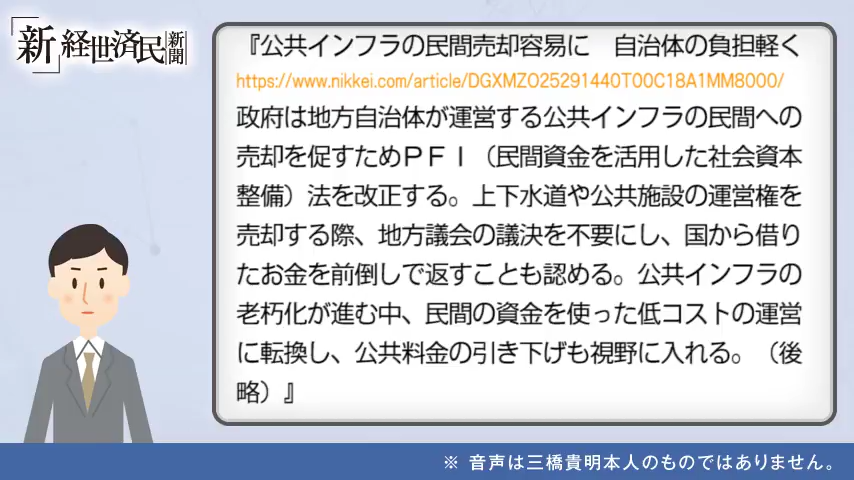 「新」経世済民新聞
『公共インフラの民間売却容易に　自治体の負担軽く
https://www.nikkei.com/article/DGXMZO25291440T00C18A1MM8000/
政府は地方自治体が運営する公共インフラの民間への
売却を促すためＰＦＩ（民間資金を活用した社会資本
整備）法を改正する。上下水道や公共施設の運営権を
売却する際、地方議会の議決を不要にし、国から借り
たお金を前倒しで返すことも認める。公共インフラの
老朽化が進む中、民間の資金を使った低コストの運営
に転換し、公共料金の引き下げも視野に入れる。（後
略）』
※ 音声は三橋貴明本人のものではありません。